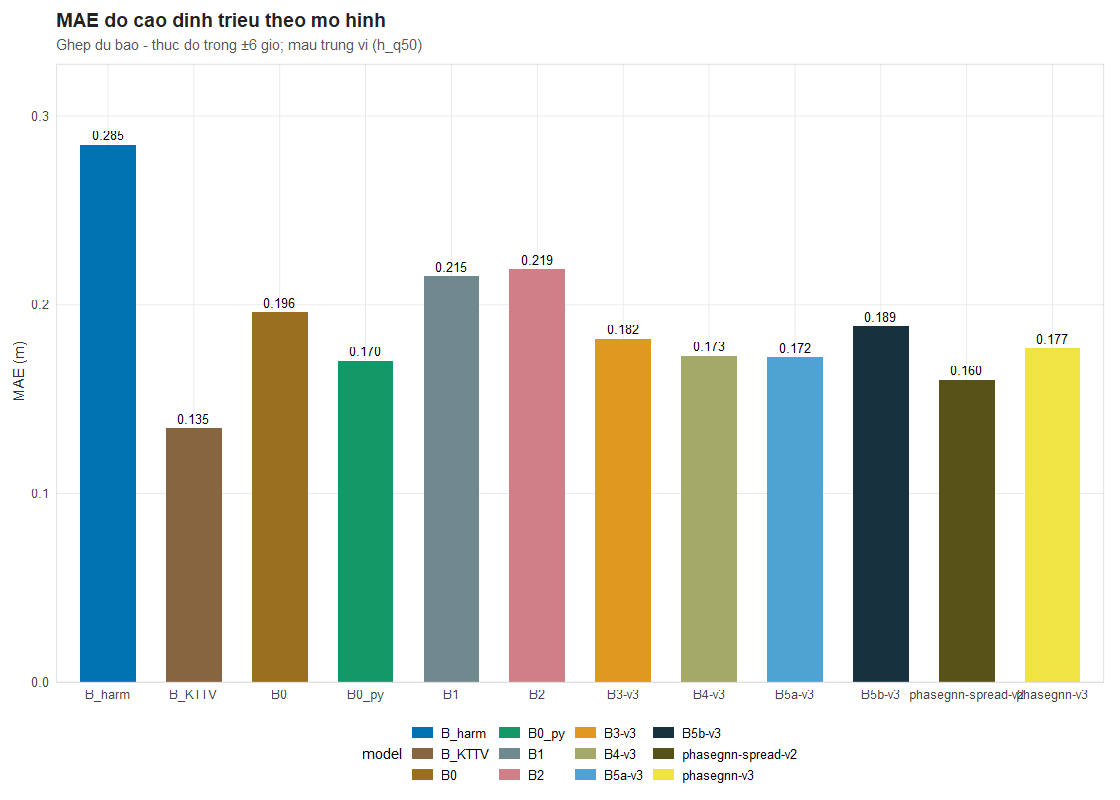 MAE do cao dinh trieu theo mo hinh
Ghep du bao - thuc do trong ±6 gio; mau trung vi (h_q50)
MAE (m)
0.3
0.2
0.1
0.0
0.285
0.135
0.196
0.170
0.215
0.219
0.182
0.173
0.172
0.189
0.160
0.177
B_harm
B_KTTV
B0
B0_py
B1
B2
B3-v3
B4-v3
B5a-v3
B5b-v3
phasegnn-spread-v2
phasegnn-v3
model
B_harm
B_KTTV
B0
B0_py
B1
B2
B3-v3
B4-v3
B5a-v3
B5b-v3
phasegnn-spread-v2
phasegnn-v3